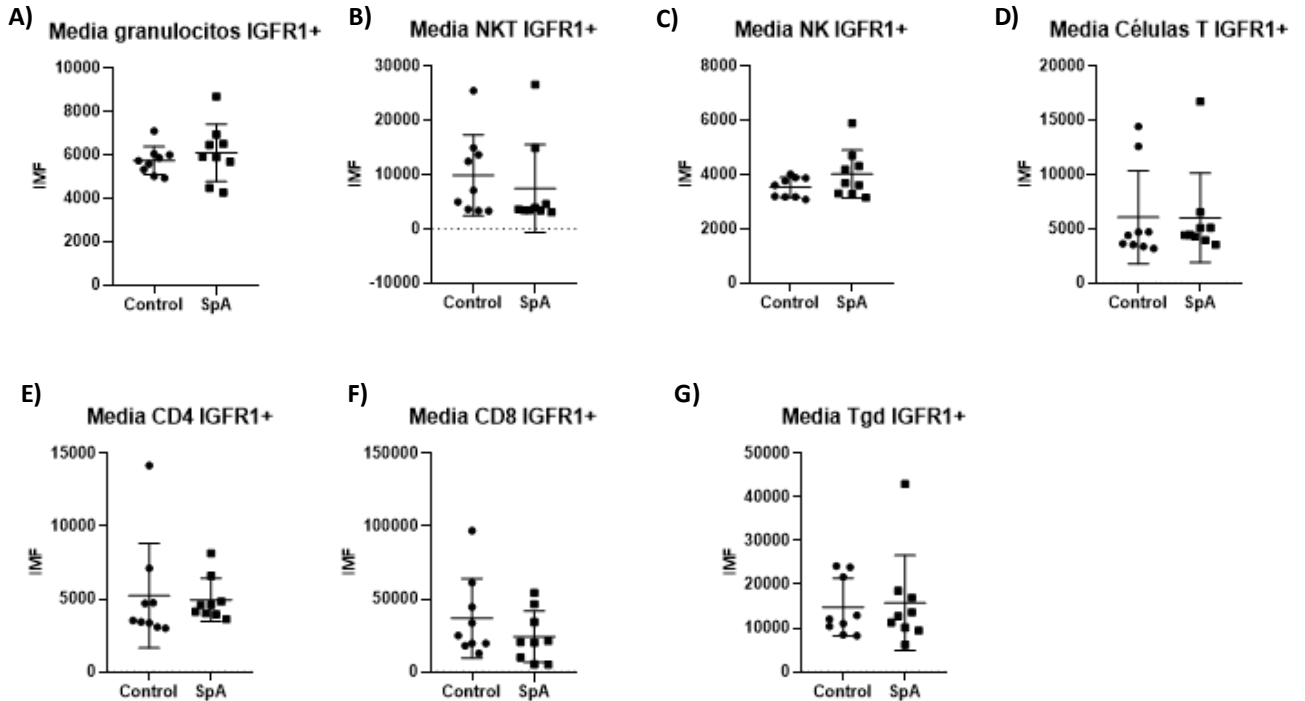 A)
Media granulocitos IGFR1+
10000
8000
6000
4000
2000
0
IMF
Control
SpA
B)
Media NKT IGFR1+
30000
20000
10000
0
-10000
IMF
Control
SpA
C)
Media NK IGFR1+
8000
6000
4000
2000
0
IMF
Control
SpA
D)
Media Células T IGFR1+
20000
15000
10000
5000
0
IMF
Control
SpA
E)
Media CD4 IGFR1+
15000
10000
5000
0
IMF
Control
SpA
F)
Media CD8 IGFR1+
150000
100000
50000
0
IMF
Control
SpA
G)
Media Tgd IGFR1+
50000
40000
30000
20000
10000
0
IMF
Control
SpA